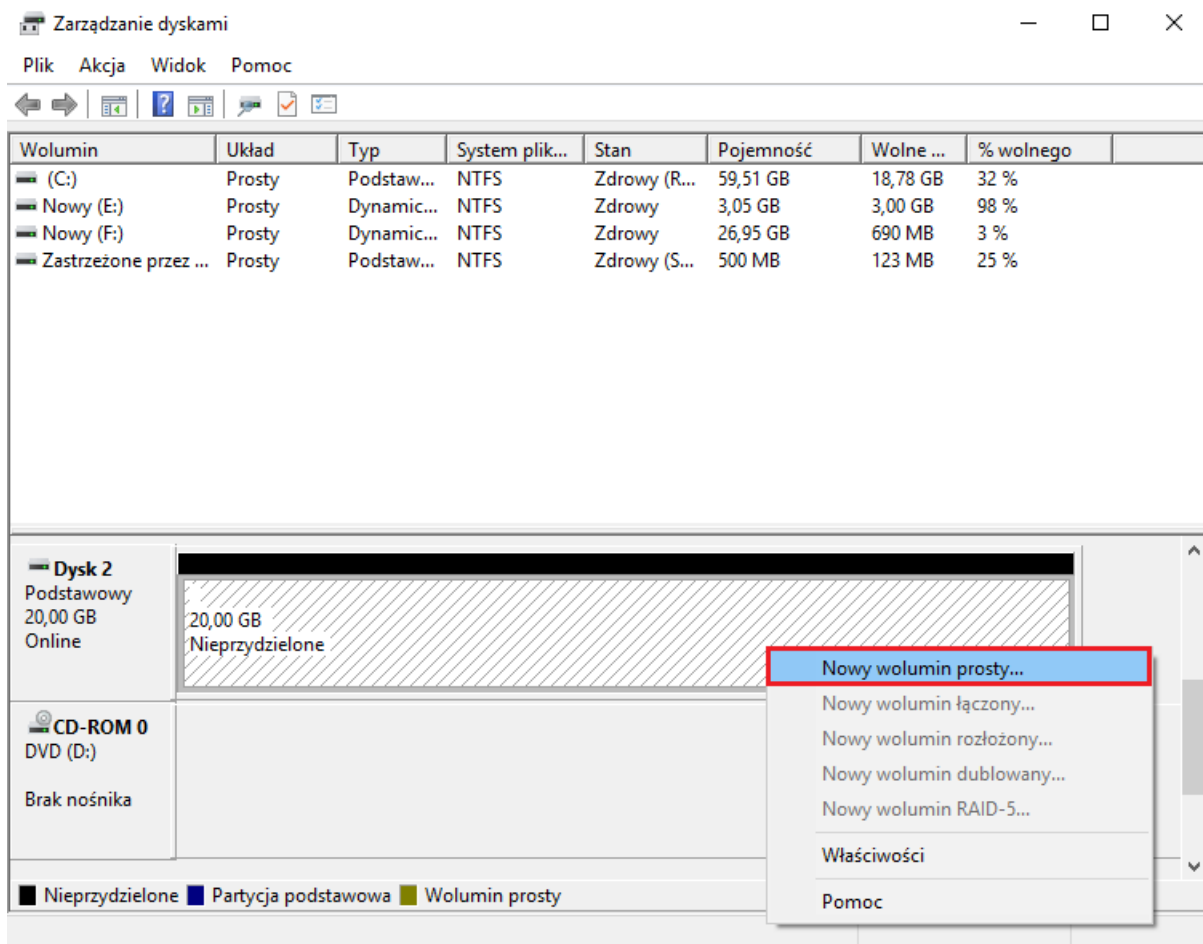 Zarządzanie dyskami
Plik Akcja Widok Pomoc
Wolumin Układ Typ System plik... Stan Pojemność Wolne ... % wolnego
(C:) Prosty Podstaw... NTFS Zdrowy (R... 59,51 GB 18,78 GB 32 %
Nowy (E:) Prosty Dynamic... NTFS Zdrowy 3,05 GB 3,00 GB 98 %
Nowy (F:) Prosty Dynamic... NTFS Zdrowy 26,95 GB 690 MB 3 %
Zastrzeżone przez ... Prosty Podstaw... NTFS Zdrowy (S... 500 MB 123 MB 25 %
Dysk 2
Podstawowy
20,00 GB
Online
20,00 GB
Nieprzydzielone
CD-ROM 0
DVD (D:)
Brak nośnika
Nowy wolumin prosty...
Nowy wolumin łączony...
Nowy wolumin rozłożony...
Nowy wolumin dublowany...
Nowy wolumin RAID-5...
Właściwości
Pomoc
Nieprzydzielone Partycja podstawowa Wolumin prosty